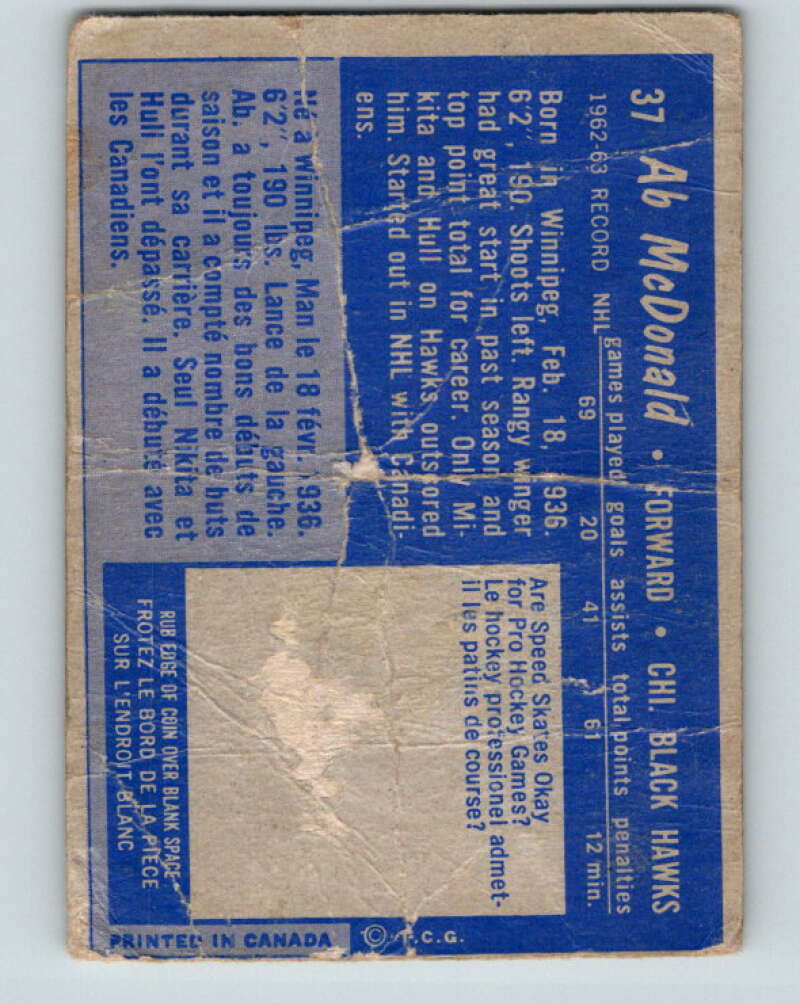 37 Ab McDonald • FORWARD • CHI. BLACK HAWKS
1962-63 RECORD games played goals assists total points penalties
NHL 69 20 41 61 12 min.
Born in Winnipeg, Feb. 18, 1936.
6'2", 190. Shoots left. Rangy winger
had great start in past season and
top point total for career. Only Mi-
kita and Hull on Hawks outscored
him. Started out in NHL with Canadi-
ens.
Né à Winnipeg, Man le 18 févr. 1936.
6'2", 190 lbs. Lance de la gauche.
Ab. a toujours des bons débuts de
saison et il a compté nombre de buts
durant sa carrière. Seul Nikita et
Hull l'ont dépassé. Il a débuté avec
les Canadiens.
Are Speed Skates Okay
for Pro Hockey Games?
Le hockey professionel admet-
il les patins de course?
RUB EDGE OF COIN OVER BLANK SPACE
FROTEZ LE BORD DE LA PIÈCE
SUR L'ENDROIT BLANC
PRINTED IN CANADA © T.C.G.